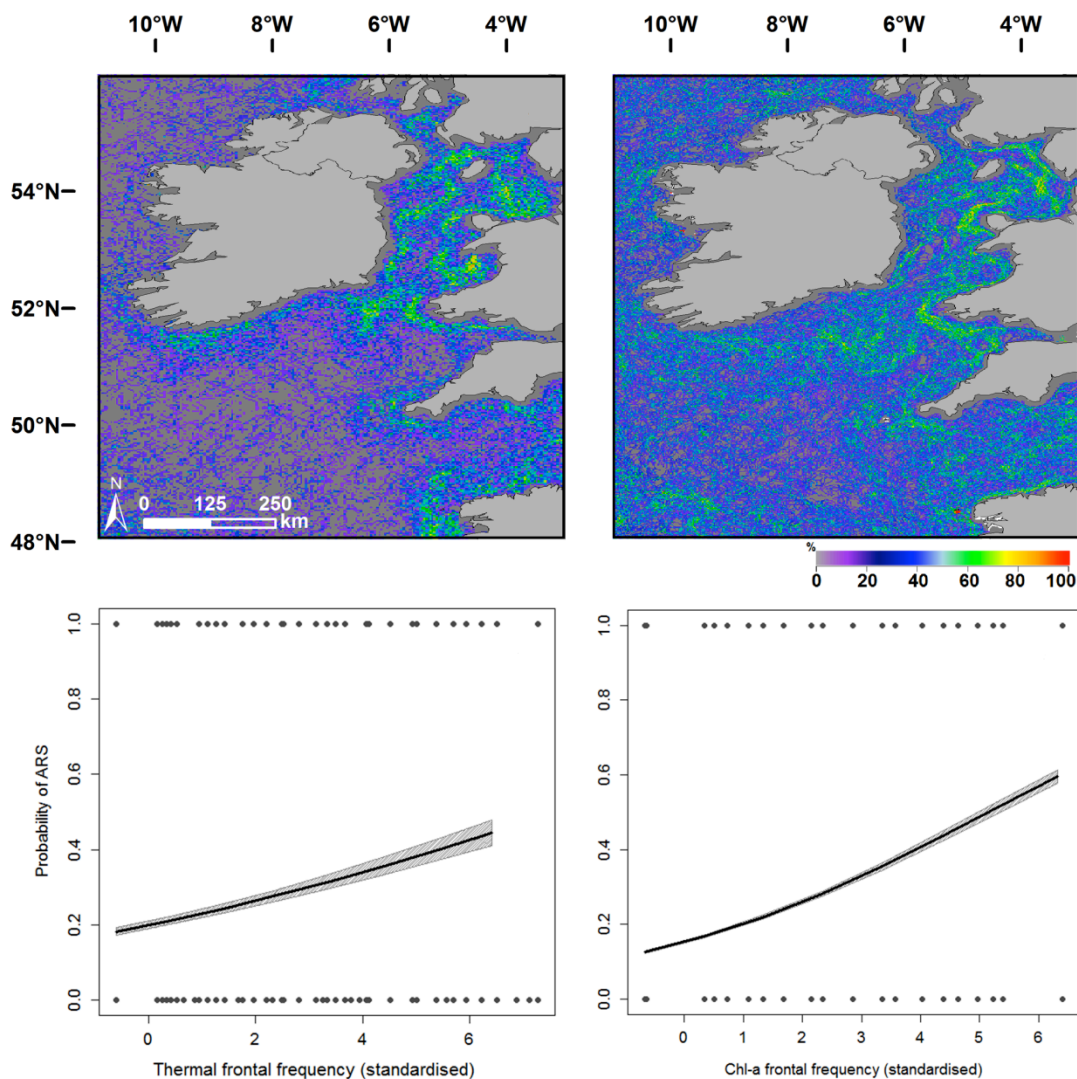 10°W 8°W 6°W 4°W 10°W 8°W 6°W 4°W
54°N
52°N
50°N
48°N
N
0 125 250
km
%
0 20 40 60 80 100
1.0
0.8
0.6
0.4
0.2
0.0
Probability of ARS
0 2 4 6
Thermal frontal frequency (standardised)
1.0
0.8
0.6
0.4
0.2
0.0
0 1 2 3 4 5 6
Chl-a frontal frequency (standardised)